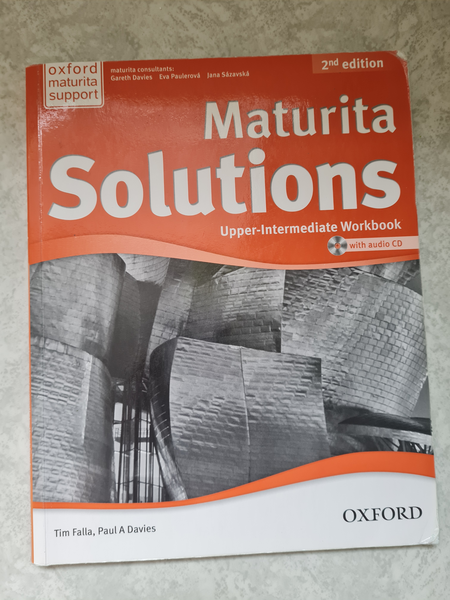 oxford
maturita
support
maturita consultants:
Gareth Davies Eva Paulerová Jana Sázavská
2nd edition
Maturita
Solutions
Upper-Intermediate Workbook
with audio CD
Tim Falla, Paul A Davies
OXFORD